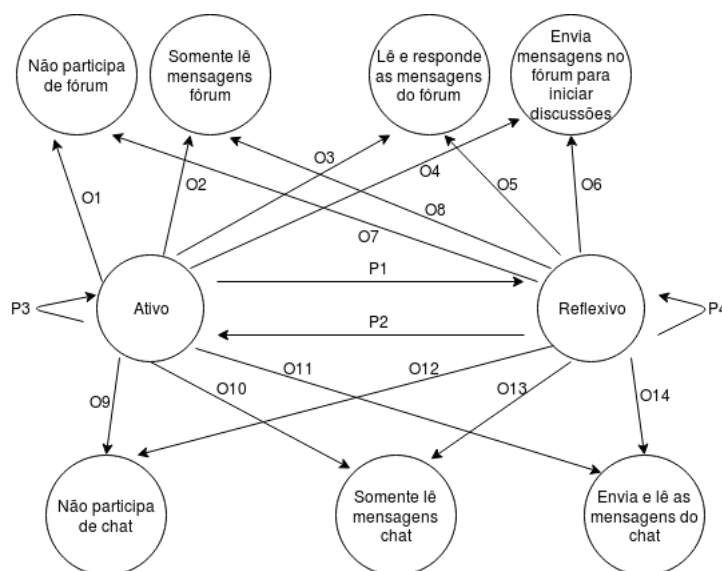 Não participa
de fórum
Somente lê
mensagens
fórum
Lê e responde
as mensagens
do fórum
Envia
mensagens no
fórum para
iniciar
discussões
O1
O2
O3
O4
O5
O6
O8
O7
P1
P3
Ativo
Reflexivo
P4
P2
O11
O12
O10
O13
O9
O14
Não participa
de chat
Somente lê
mensagens
chat
Envia e lê as
mensagens do
chat